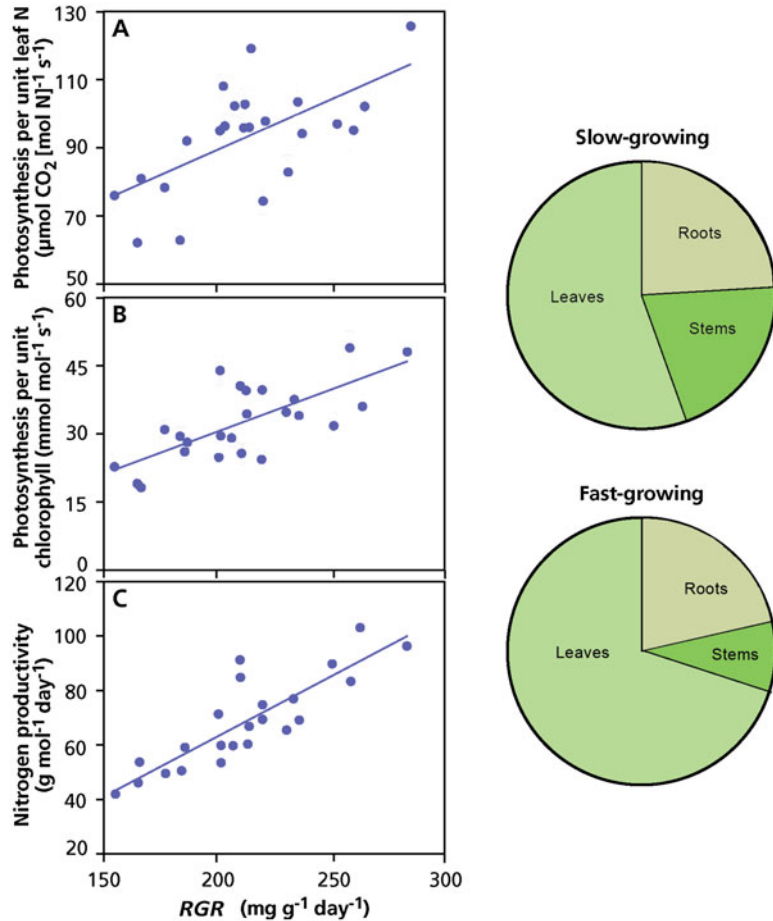 A
Photosynthesis per unit leaf N
(µmol CO₂ [mol N]⁻¹ s⁻¹)
130
110
90
70
50
B
Photosynthesis per unit
chlorophyll (mmol mol⁻¹ s⁻¹)
60
45
30
15
0
C
Nitrogen productivity
(g mol⁻¹ day⁻¹)
120
100
80
60
40
20
150
200
250
300
RGR (mg g⁻¹ day⁻¹)
Slow-growing
Roots
Leaves
Stems
Fast-growing
Roots
Leaves
Stems